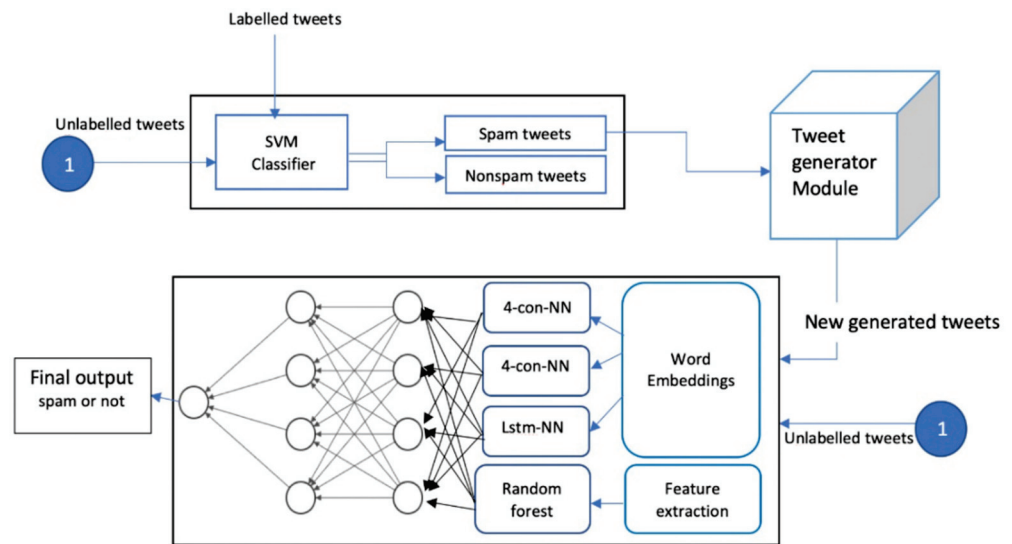 Labelled tweets
Unlabelled tweets
1
SVM
Classifier
Spam tweets
Nonspam tweets
Tweet
generator
Module
New generated tweets
4-con-NN
4-con-NN
Lstm-NN
Random
forest
Word
Embeddings
Feature
extraction
Unlabelled tweets
1
Final output
spam or not